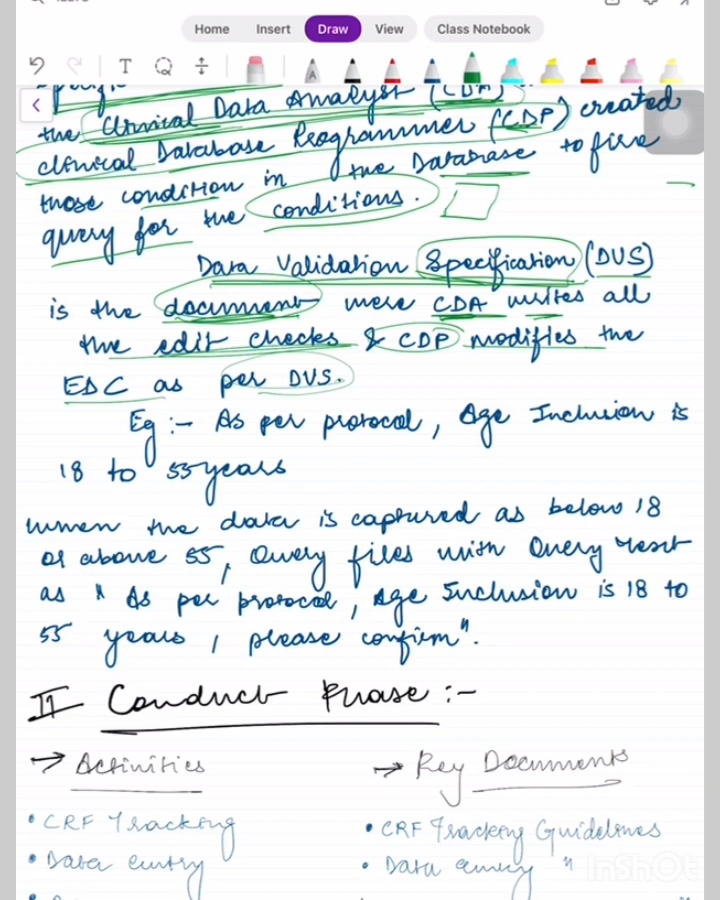 Home Insert Draw View Class Notebook
the Clinical Data Analyst (CDA)
Clinical Database Programmer (CDP) created
those condition in the Database to fire
query for the conditions.
Data Validation Specification (DVS)
is the document were CDA writes all
the edit checks & CDP modifies the
EDC as per DVS.
Eg :- As per protocol, Age Inclusion is
18 to 55 years
When the data is captured as below 18
or above 55, Query files with Query text
as " As per protocol, Age Inclusion is 18 to
55 years, please confirm".
II Conduct Phase :-
→ Activities → Key Documents
• CRF Tracking • CRF Tracking Guidelines
• Data entry • Data entry "
InShOt